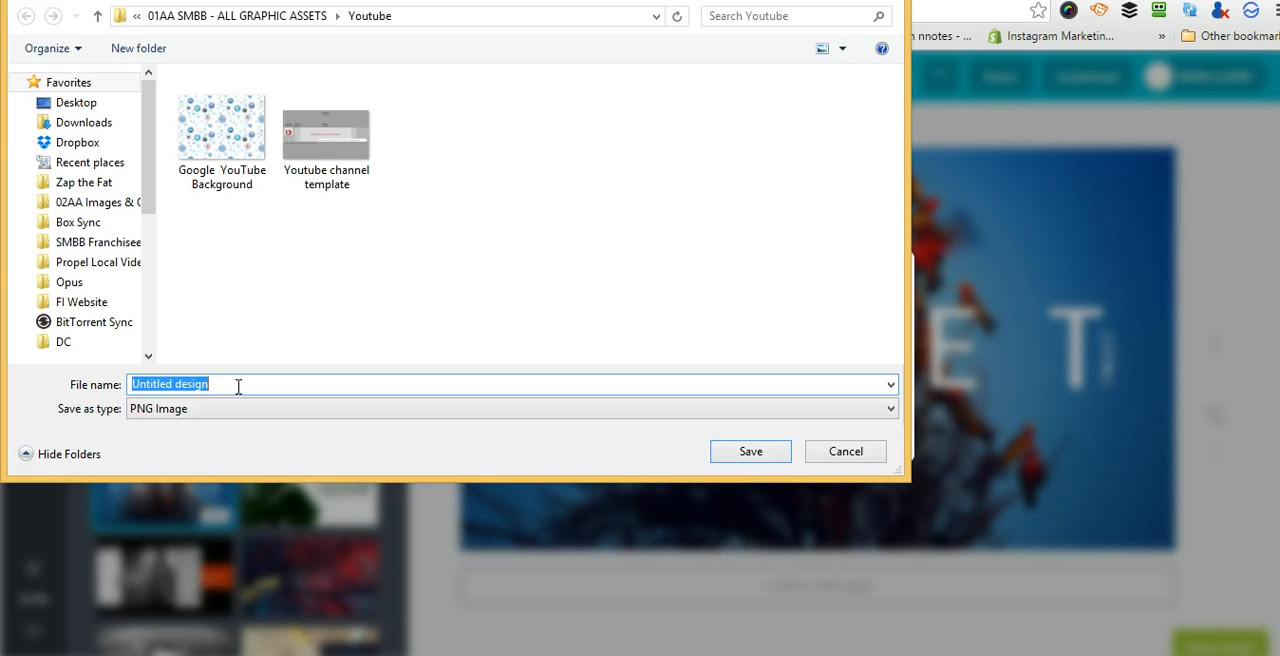 « 01AA SMBB - ALL GRAPHIC ASSETS ▸ Youtube
Search Youtube
n nnotes - ...
Instagram Marketin...
»
Other bookmar
Organize
New folder
Favorites
Desktop
Downloads
Dropbox
Recent places
Zap the Fat
02AA Images & C
Box Sync
SMBB Franchisee
Propel Local Vide
Opus
FI Website
BitTorrent Sync
DC
Google YouTube
Background
Youtube channel
template
E T
File name:
Untitled design
Save as type:
PNG Image
Hide Folders
Save
Cancel